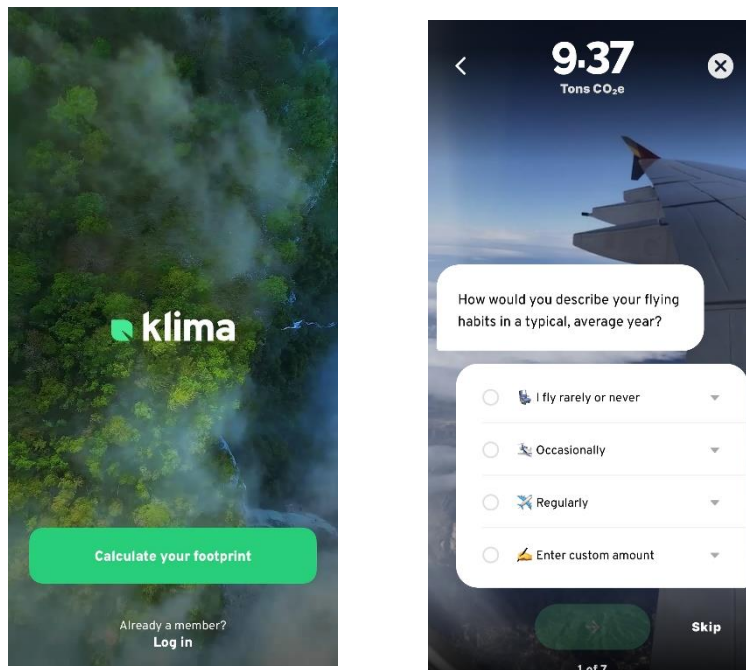 klima
Calculate your footprint
Already a member?
Log in
9.37
Tons CO₂e
How would you describe your flying
habits in a typical, average year?
I fly rarely or never
Occasionally
Regularly
Enter custom amount
Skip
1 of 7